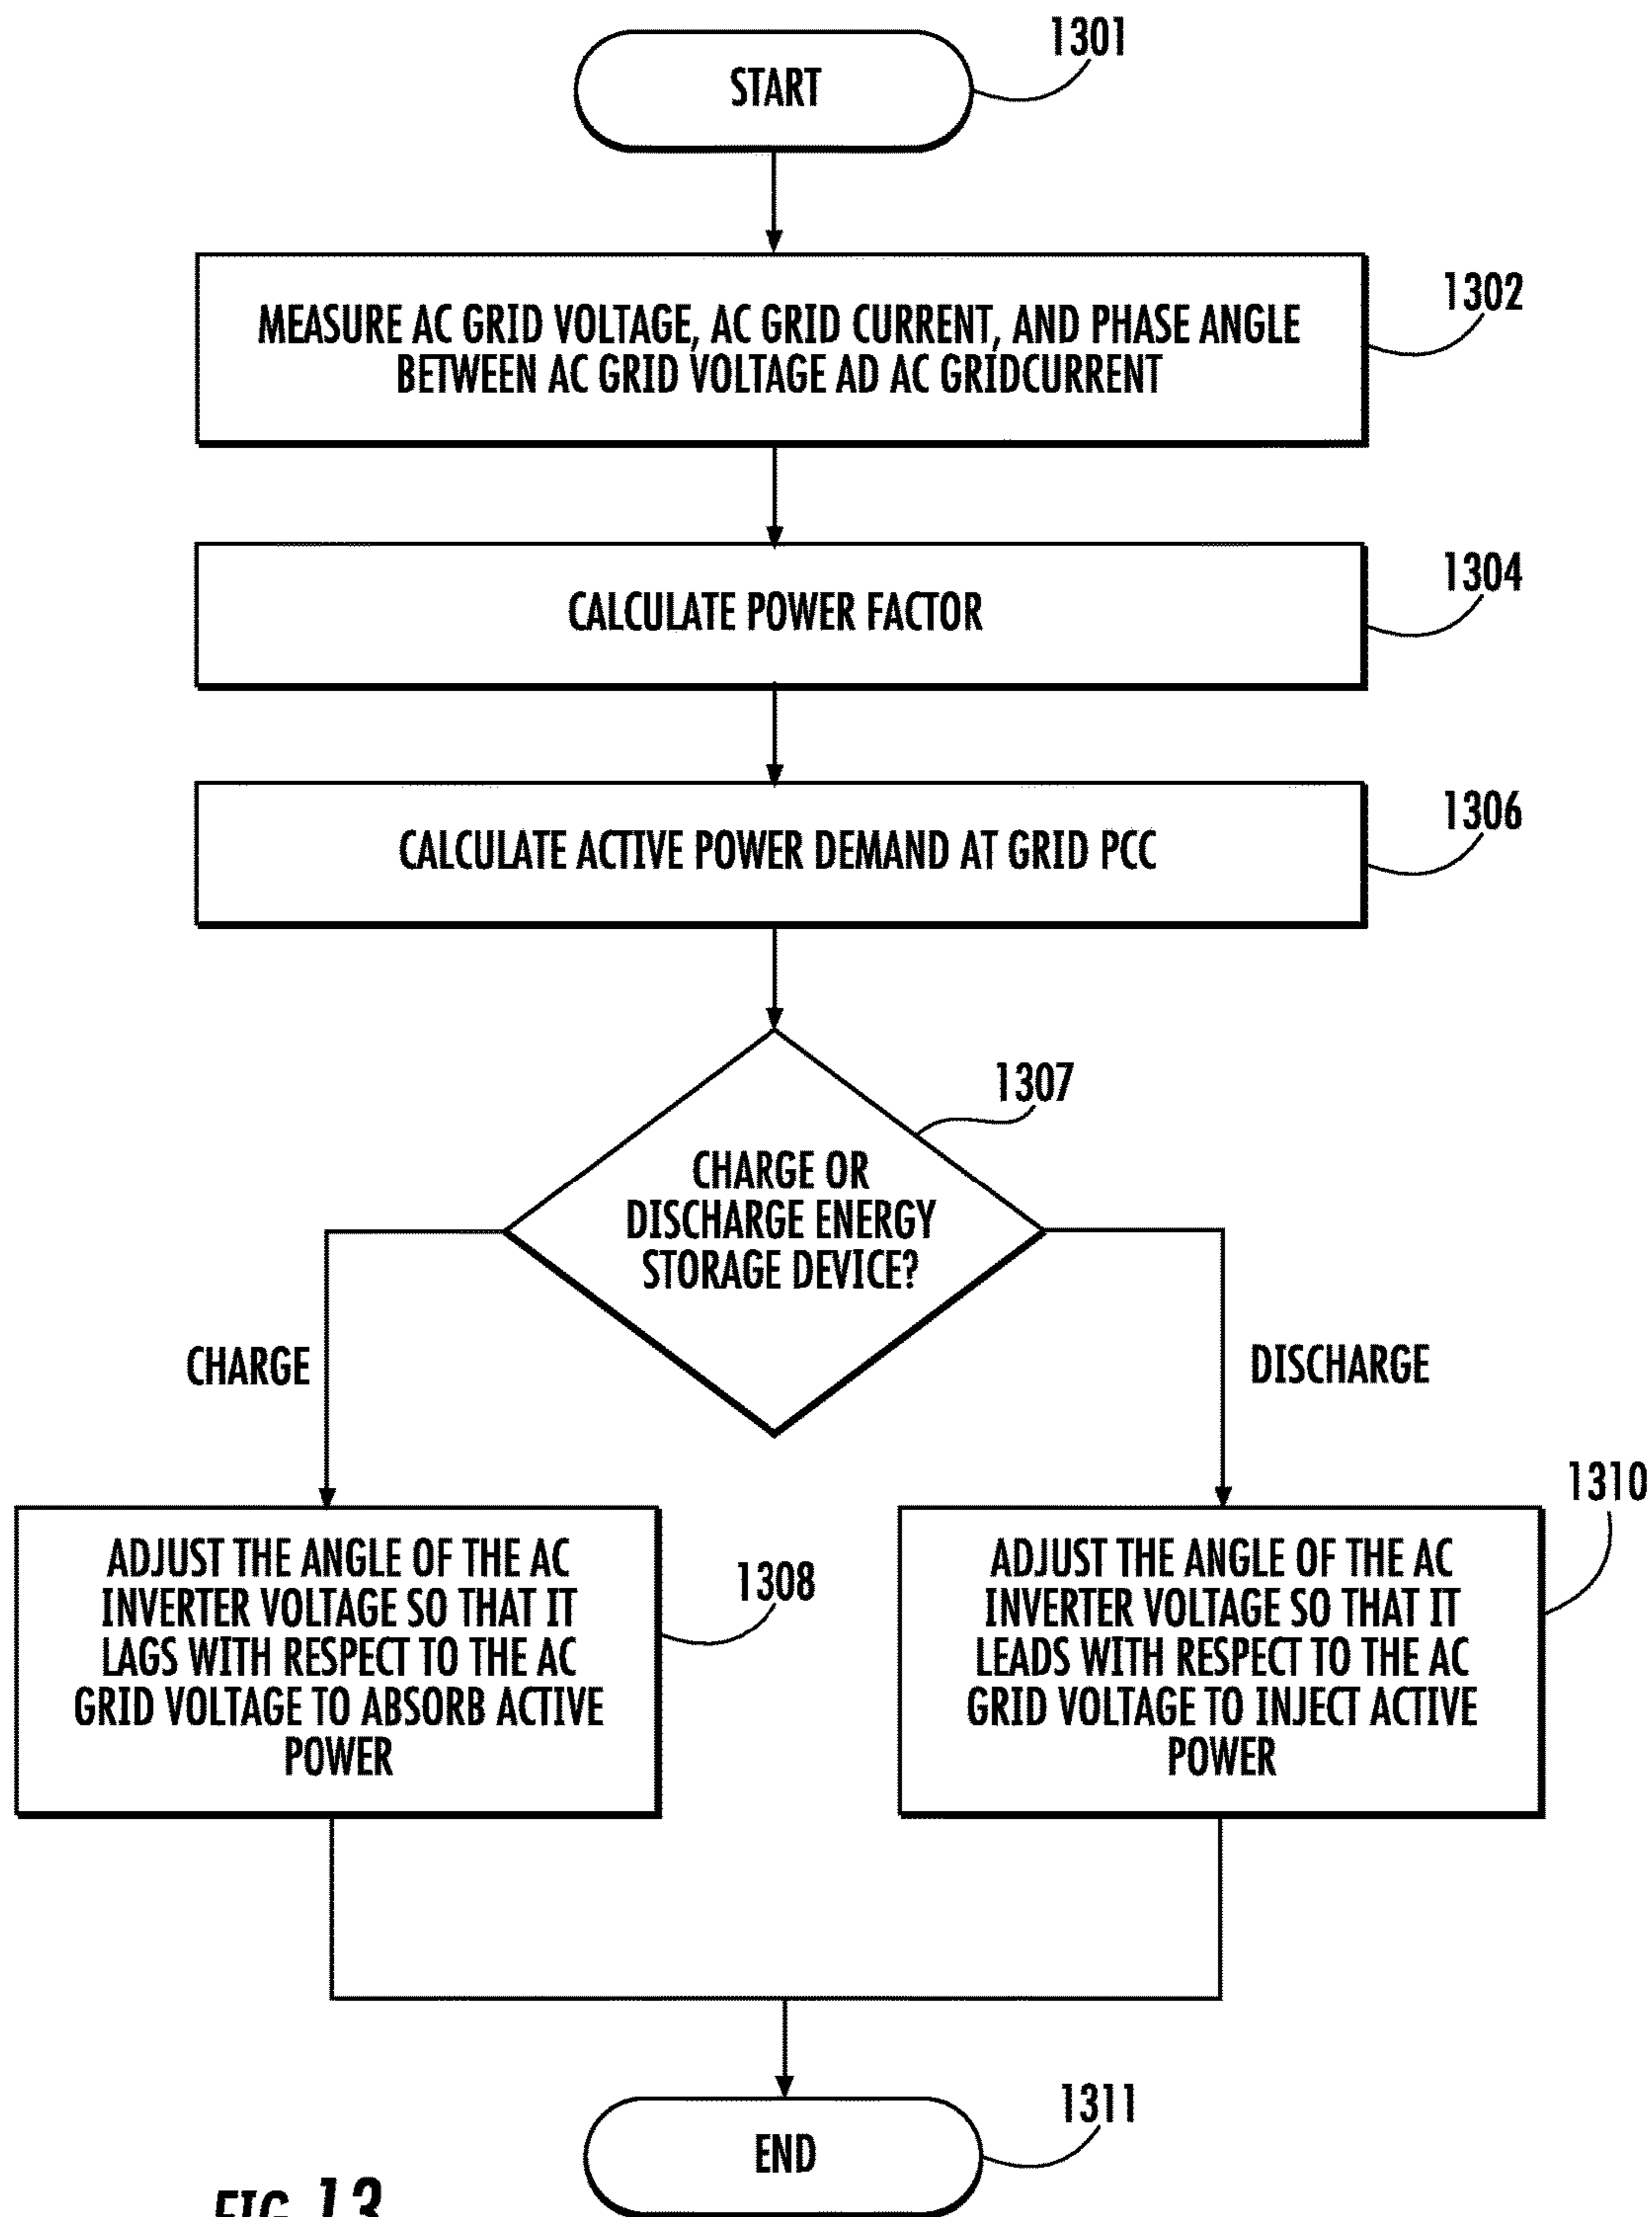 START
1301
MEASURE AC GRID VOLTAGE, AC GRID CURRENT, AND PHASE ANGLE
BETWEEN AC GRID VOLTAGE AD AC GRIDCURRENT
1302
CALCULATE POWER FACTOR
1304
CALCULATE ACTIVE POWER DEMAND AT GRID PCC
1306
1307
CHARGE OR
DISCHARGE ENERGY
STORAGE DEVICE?
CHARGE
DISCHARGE
ADJUST THE ANGLE OF THE AC
INVERTER VOLTAGE SO THAT IT
LAGS WITH RESPECT TO THE AC
GRID VOLTAGE TO ABSORB ACTIVE
POWER
1308
ADJUST THE ANGLE OF THE AC
INVERTER VOLTAGE SO THAT IT
LEADS WITH RESPECT TO THE AC
GRID VOLTAGE TO INJECT ACTIVE
POWER
1310
END
1311
FIG. 13